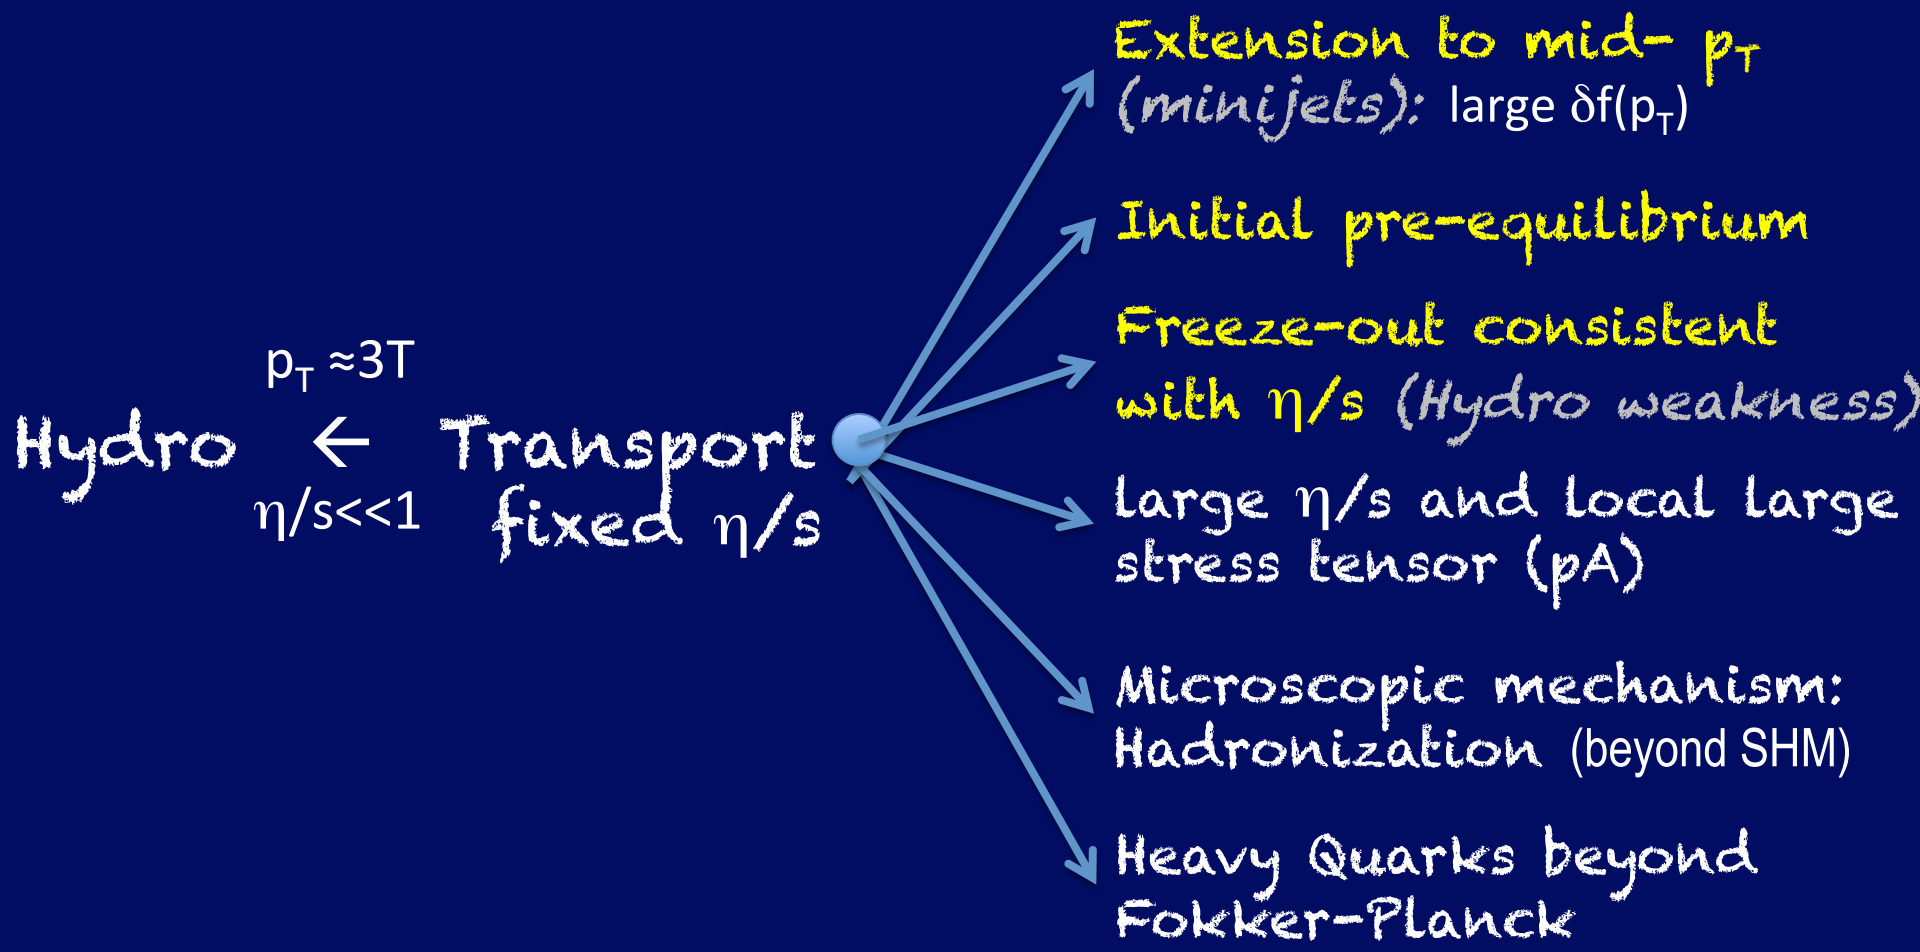 Extension to mid- pT
(minijets): large δf(pT)
Initial pre-equilibrium
Freeze-out consistent
with η/s (Hydro weakness)
pT ≈3T
Hydro ← Transport
η/s<<1
fixed η/s
large η/s and local large
stress tensor (pA)
Microscopic mechanism:
Hadronization (beyond SHM)
Heavy Quarks beyond
Fokker-Planck